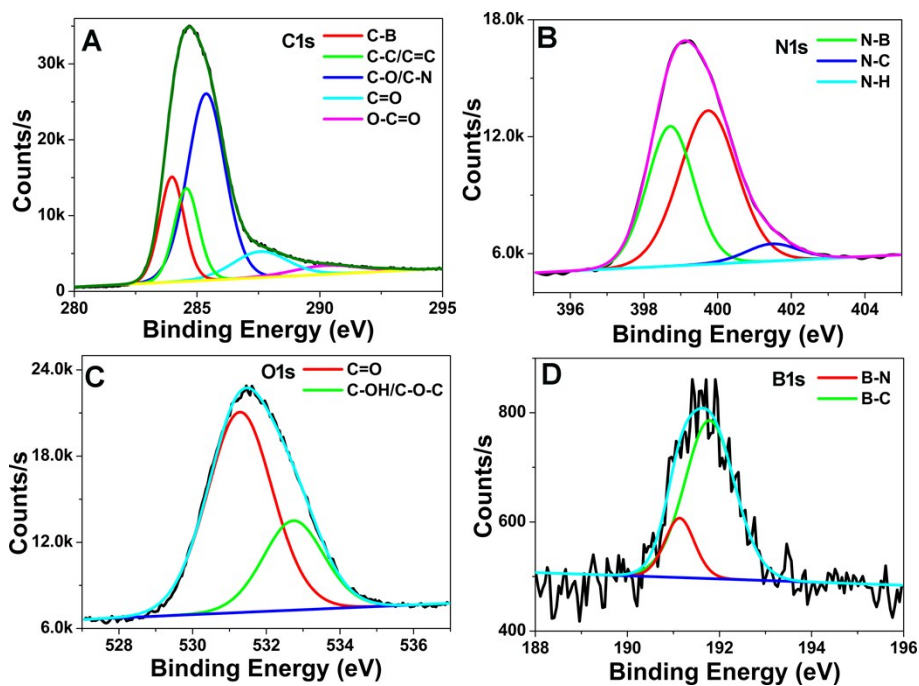 A
C1s
C-B
C-C/C=C
C-O/C-N
C=O
O-C=O
30k
20k
10k
0
Counts/s
280 285 290 295
Binding Energy (eV)
B
N1s
N-B
N-C
N-H
18.0k
12.0k
6.0k
Counts/s
396 398 400 402 404
Binding Energy (eV)
C
O1s
C=O
C-OH/C-O-C
24.0k
18.0k
12.0k
6.0k
Counts/s
528 530 532 534 536
Binding Energy (eV)
D
B1s
B-N
B-C
800
600
400
Counts/s
188 190 192 194 196
Binding Energy (eV)